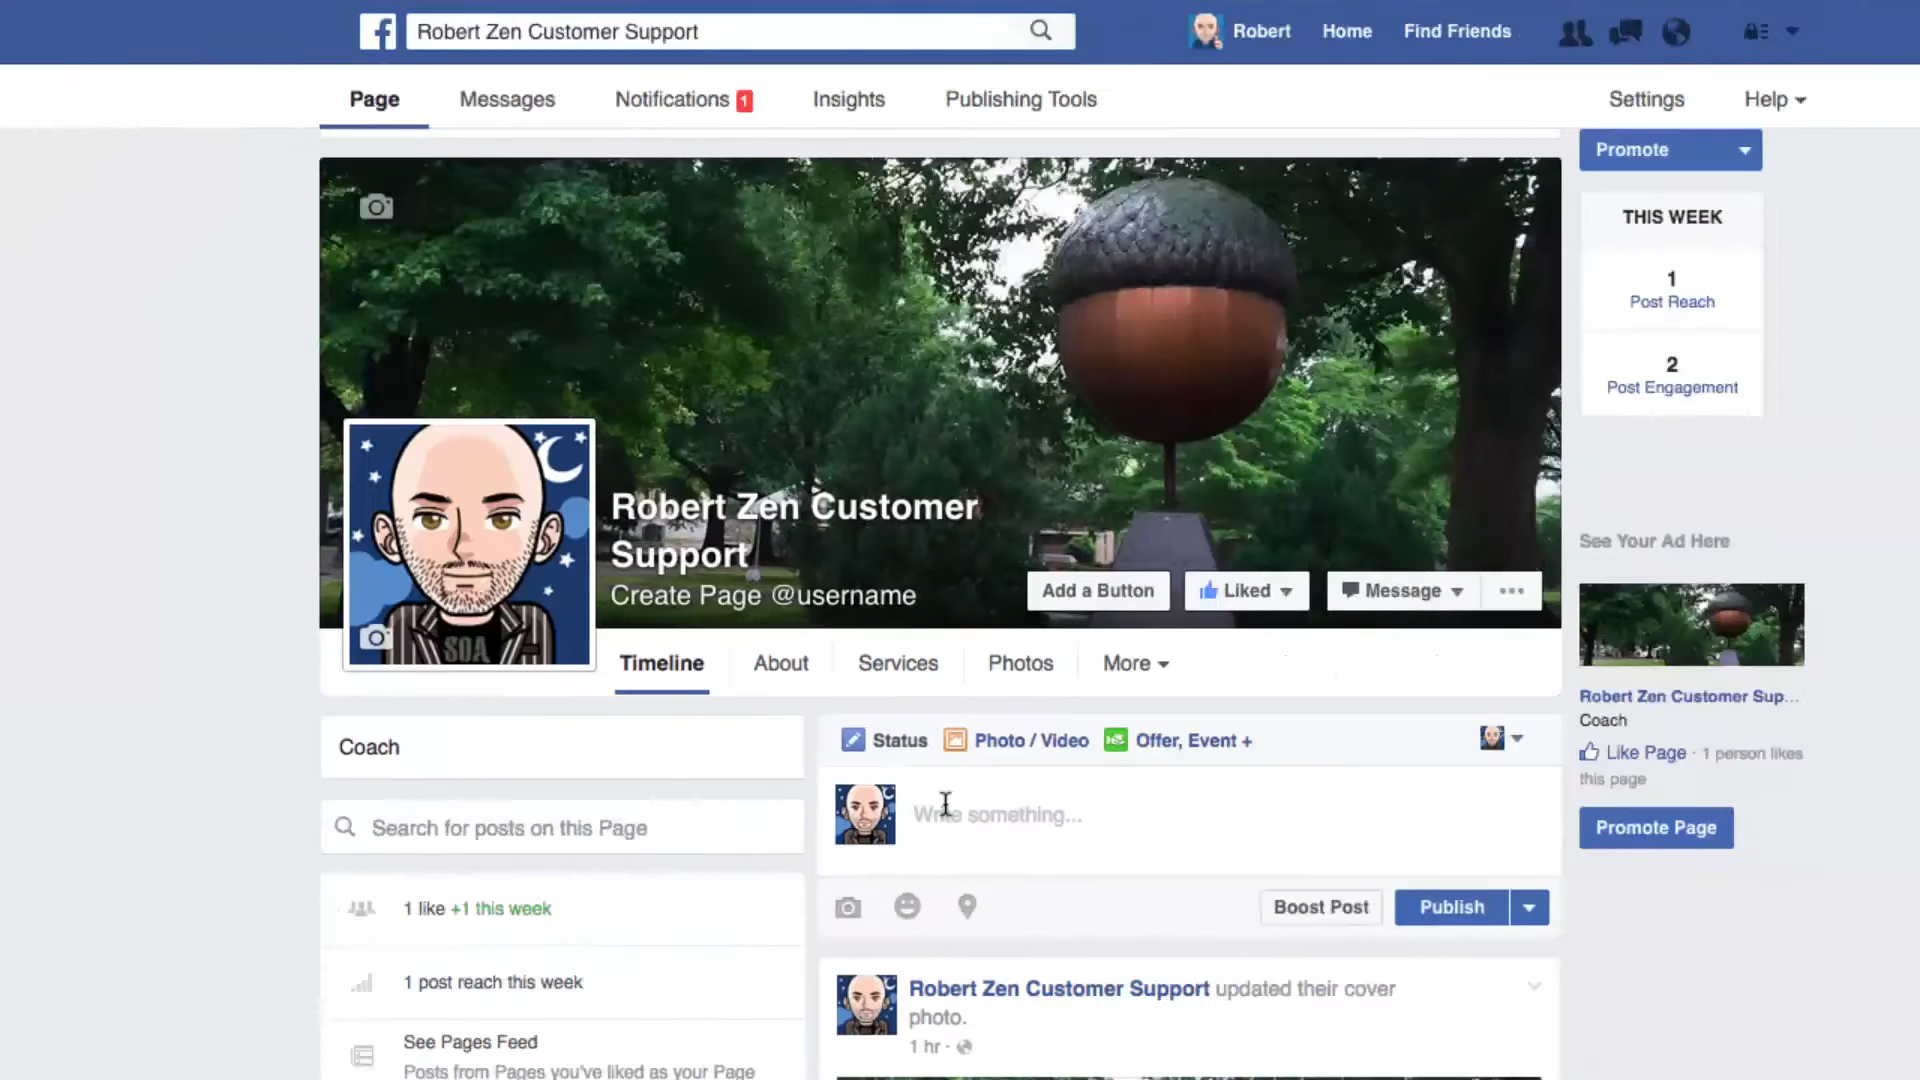 Robert Zen Customer Support
Robert
Home
Find Friends
Page
Messages
Notifications 1
Insights
Publishing Tools
Settings
Help
Promote
THIS WEEK
1
Post Reach
2
Post Engagement
Robert Zen Customer
Support
Create Page @username
SOA
Add a Button
Liked
Message
Timeline
About
Services
Photos
More
See Your Ad Here
Robert Zen Customer Sup...
Coach
Like Page · 1 person likes
this page
Promote Page
Coach
Search for posts on this Page
1 like +1 this week
1 post reach this week
See Pages Feed
Posts from Pages you've liked as your Page
Status
Photo / Video
Offer, Event +
Write something...
Boost Post
Publish
Robert Zen Customer Support updated their cover
photo.
1 hr ·